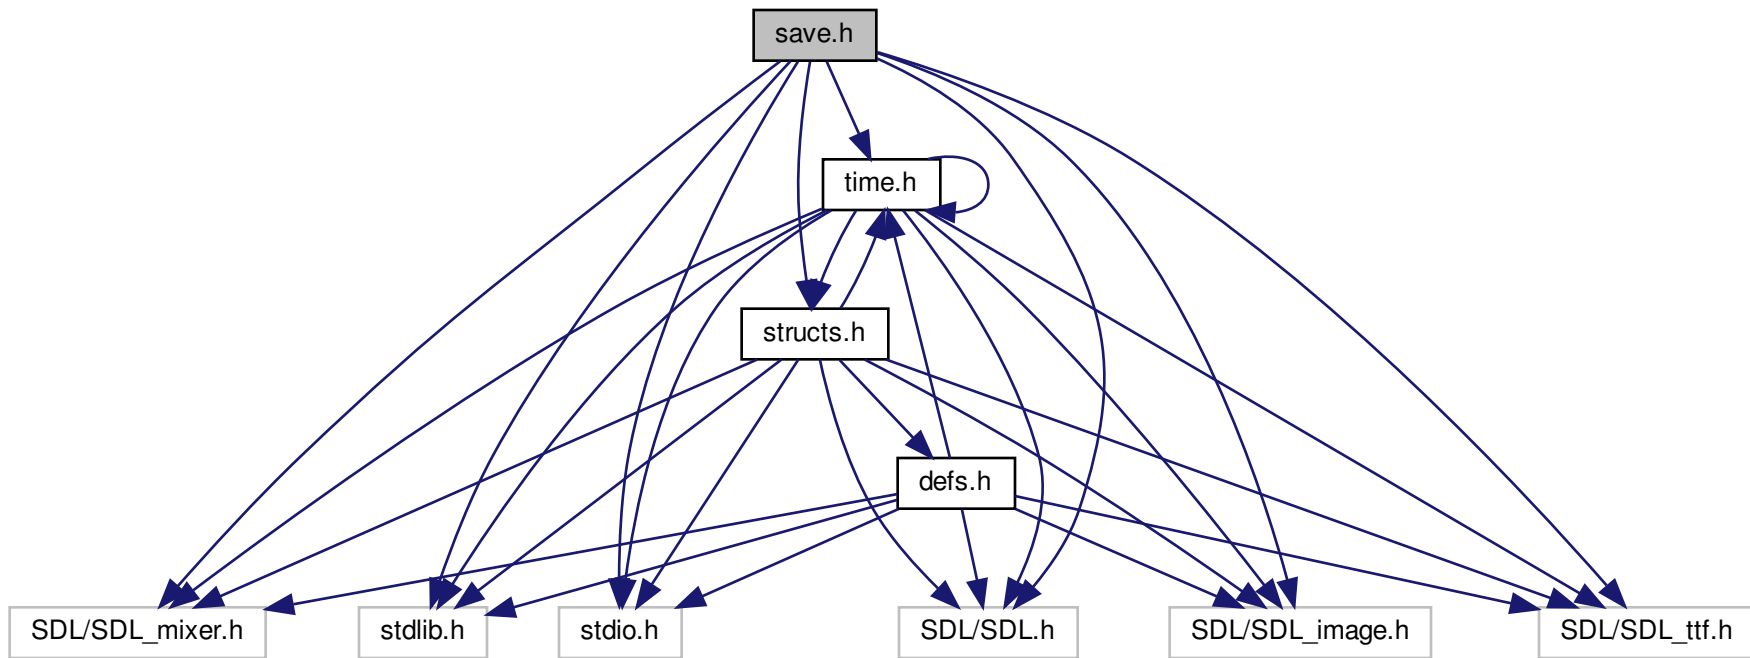 save.h
time.h
structs.h
defs.h
SDL/SDL_mixer.h
stdlib.h
stdio.h
SDL/SDL.h
SDL/SDL_image.h
SDL/SDL_ttf.h